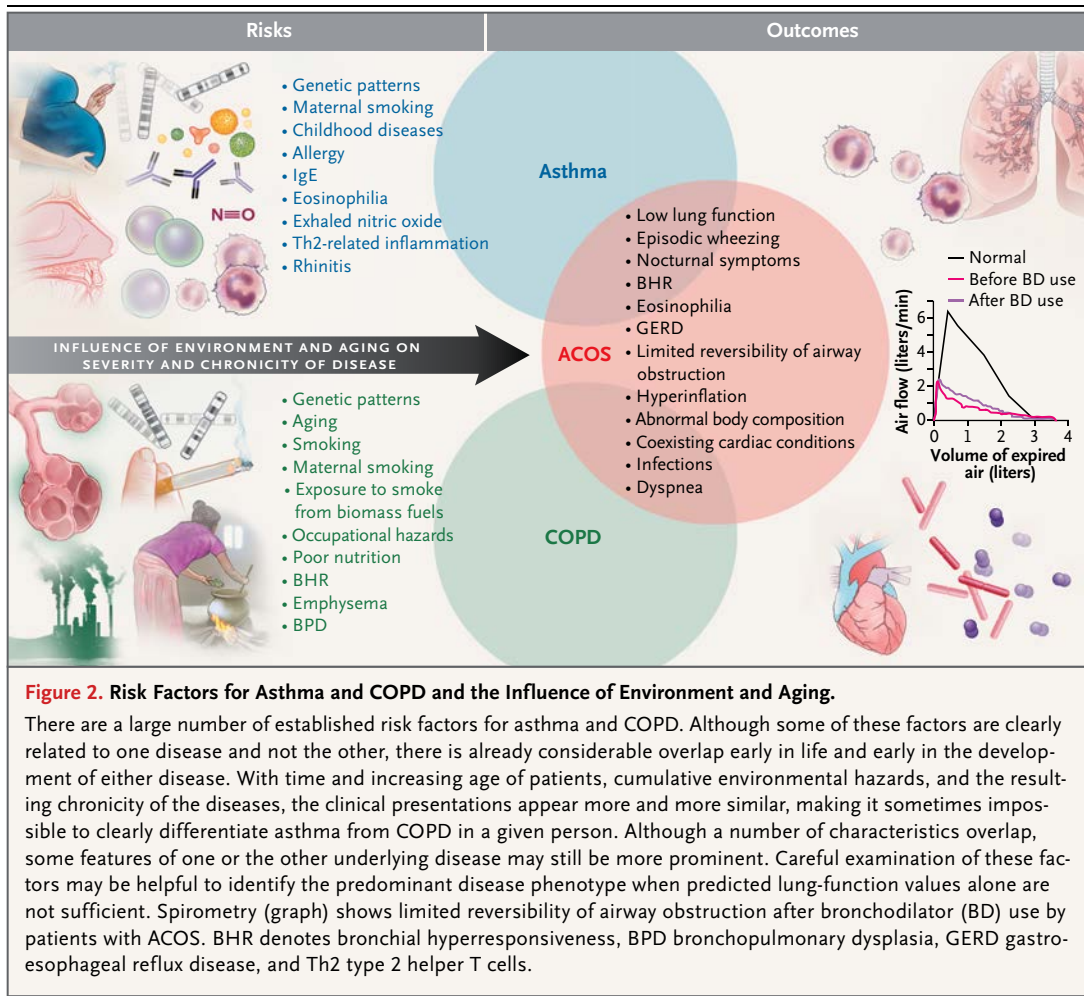 Risks
Outcomes
• Genetic patterns
• Maternal smoking
• Childhood diseases
• Allergy
• IgE
• Eosinophilia
• Exhaled nitric oxide
• Th2-related inflammation
• Rhinitis
N≡O
Asthma
INFLUENCE OF ENVIRONMENT AND AGING ON
SEVERITY AND CHRONICITY OF DISEASE
ACOS
• Low lung function
• Episodic wheezing
• Nocturnal symptoms
• BHR
• Eosinophilia
• GERD
• Limited reversibility of airway
obstruction
• Hyperinflation
• Abnormal body composition
• Coexisting cardiac conditions
• Infections
• Dyspnea
Normal
Before BD use
After BD use
Air flow (liters/min)
6
4
2
0
0 1 2 3 4
Volume of expired
air (liters)
• Genetic patterns
• Aging
• Smoking
• Maternal smoking
• Exposure to smoke
from biomass fuels
• Occupational hazards
• Poor nutrition
• BHR
• Emphysema
• BPD
COPD
Figure 2. Risk Factors for Asthma and COPD and the Influence of Environment and Aging.
There are a large number of established risk factors for asthma and COPD. Although some of these factors are clearly
related to one disease and not the other, there is already considerable overlap early in life and early in the develop-
ment of either disease. With time and increasing age of patients, cumulative environmental hazards, and the result-
ing chronicity of the diseases, the clinical presentations appear more and more similar, making it sometimes impos-
sible to clearly differentiate asthma from COPD in a given person. Although a number of characteristics overlap,
some features of one or the other underlying disease may still be more prominent. Careful examination of these fac-
tors may be helpful to identify the predominant disease phenotype when predicted lung-function values alone are
not sufficient. Spirometry (graph) shows limited reversibility of airway obstruction after bronchodilator (BD) use by
patients with ACOS. BHR denotes bronchial hyperresponsiveness, BPD bronchopulmonary dysplasia, GERD gastro-
esophageal reflux disease, and Th2 type 2 helper T cells.